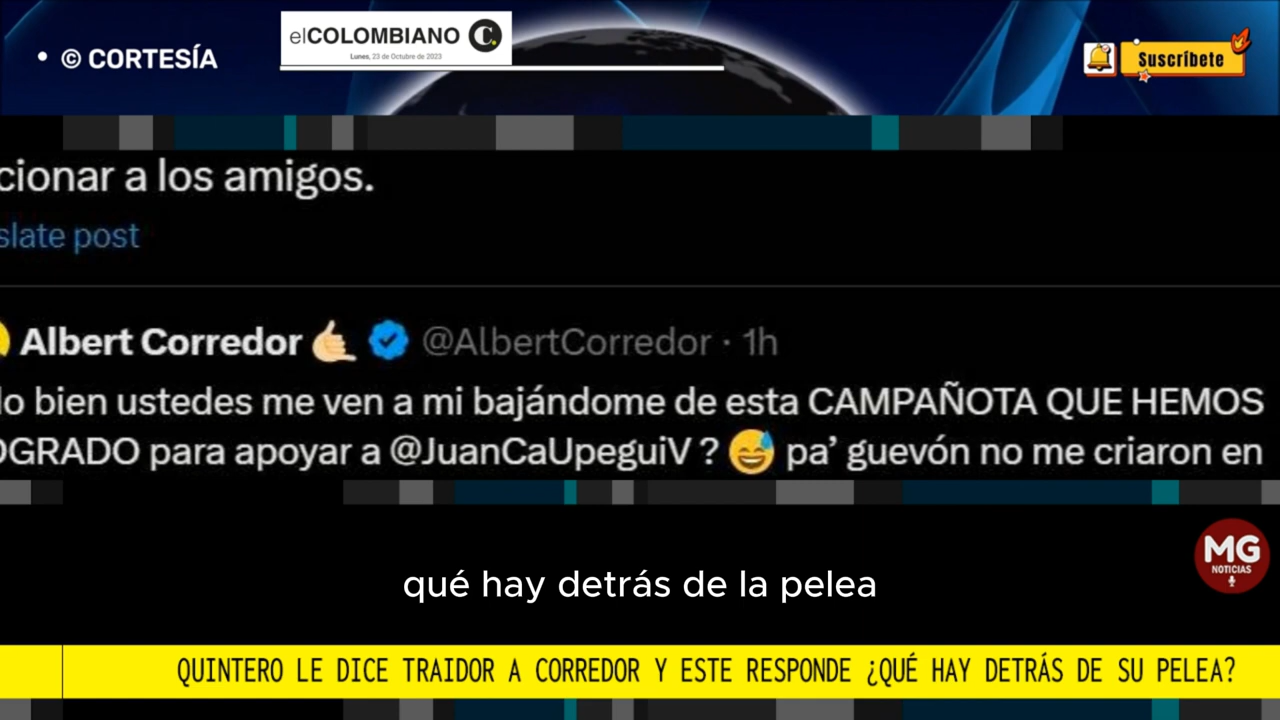 • © CORTESÍA
elCOLOMBIANO C.
Lunes, 23 de Octubre de 2023
Suscríbete
cionar a los amigos.
slate post
Albert Corredor @AlbertCorredor · 1h
lo bien ustedes me ven a mi bajándome de esta CAMPAÑOTA QUE HEMOS
OGRADO para apoyar a @JuanCaUpeguiV ? 😅 pa’ guevón no me criaron en
MG
NOTICIAS
qué hay detrás de la pelea
QUINTERO LE DICE TRAIDOR A CORREDOR Y ESTE RESPONDE ¿QUÉ HAY DETRÁS DE SU PELEA?